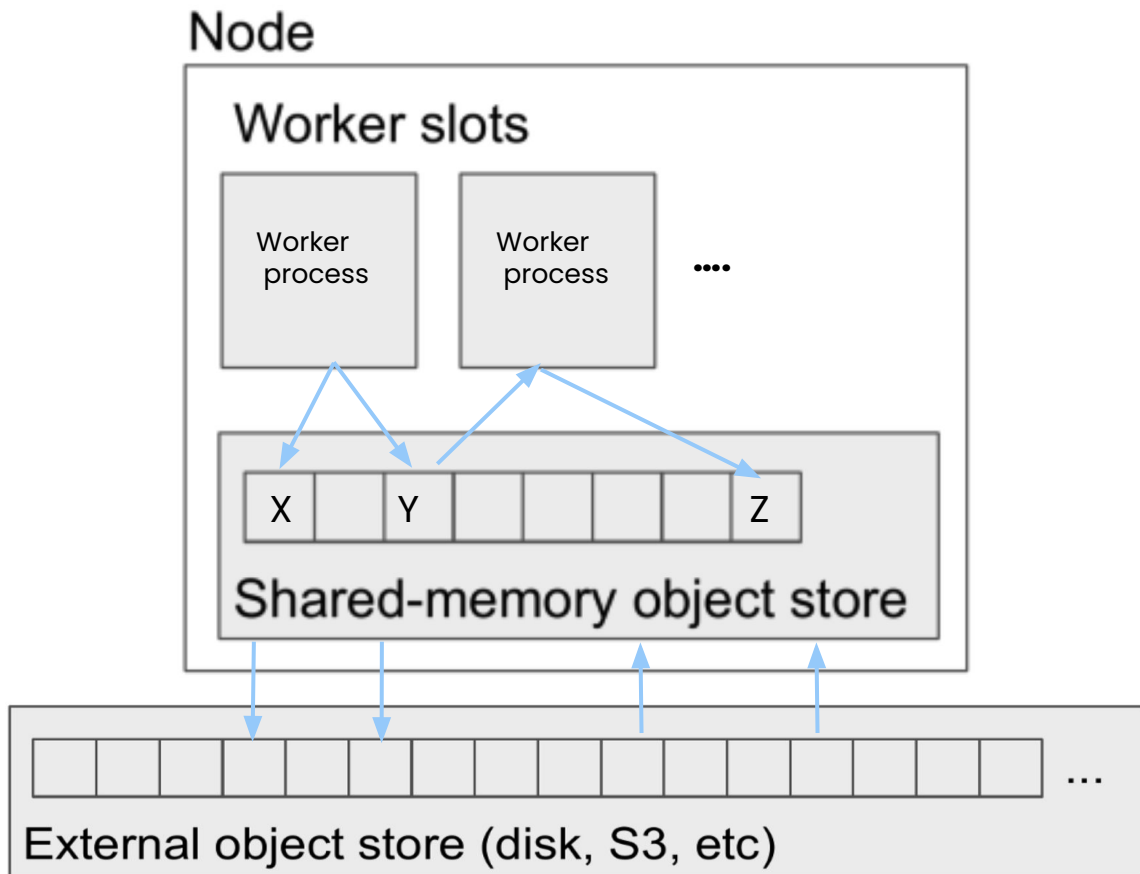 Node
Worker slots
Worker
process
Worker
process
....
X
Y
Z
Shared-memory object store
...
External object store (disk, S3, etc)